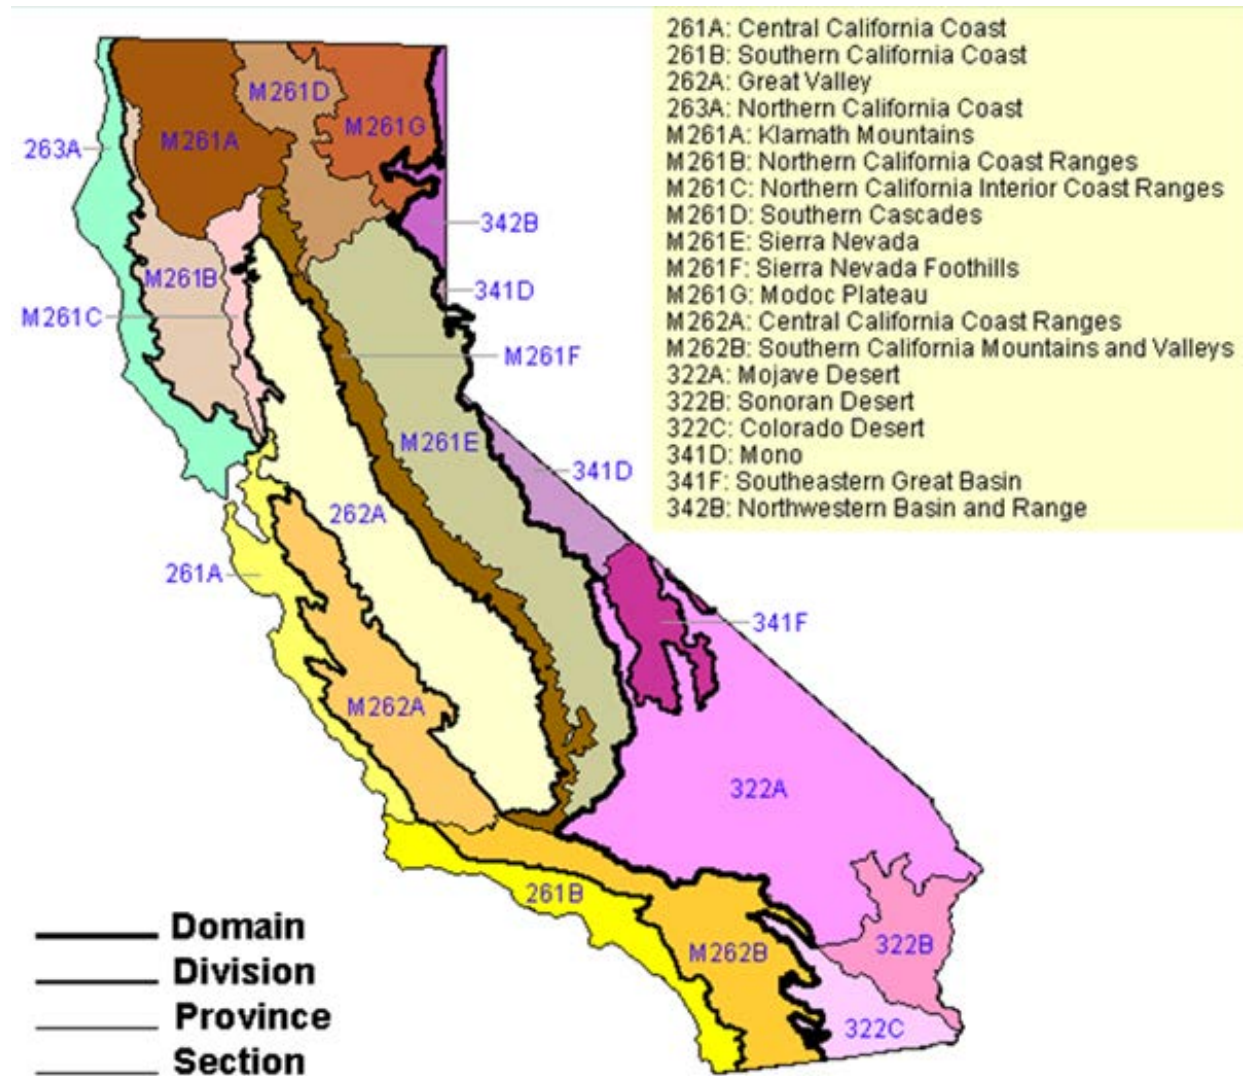 261A: Central California Coast
261B: Southern California Coast
262A: Great Valley
263A: Northern California Coast
M261A: Klamath Mountains
M261B: Northern California Coast Ranges
M261C: Northern California Interior Coast Ranges
M261D: Southern Cascades
M261E: Sierra Nevada
M261F: Sierra Nevada Foothills
M261G: Modoc Plateau
M262A: Central California Coast Ranges
M262B: Southern California Mountains and Valleys
322A: Mojave Desert
322B: Sonoran Desert
322C: Colorado Desert
341D: Mono
341F: Southeastern Great Basin
342B: Northwestern Basin and Range
M261D
M261G
M261A
263A
342B
M261B
341D
M261C
M261F
M261E
341D
262A
261A
341F
M262A
322A
261B
322B
M262B
322C
Domain
Division
Province
Section